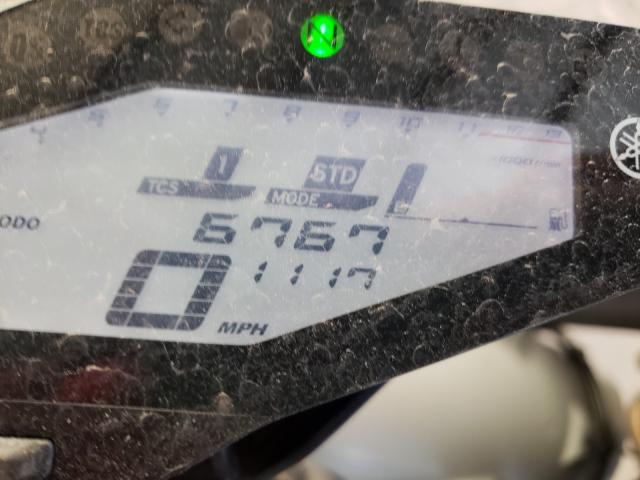 N
4 5 6 7 8 9 10 11 12 13
×1000 r/min
1 STD
TCS MODE
E
ODO 6767
0 1117
MPH